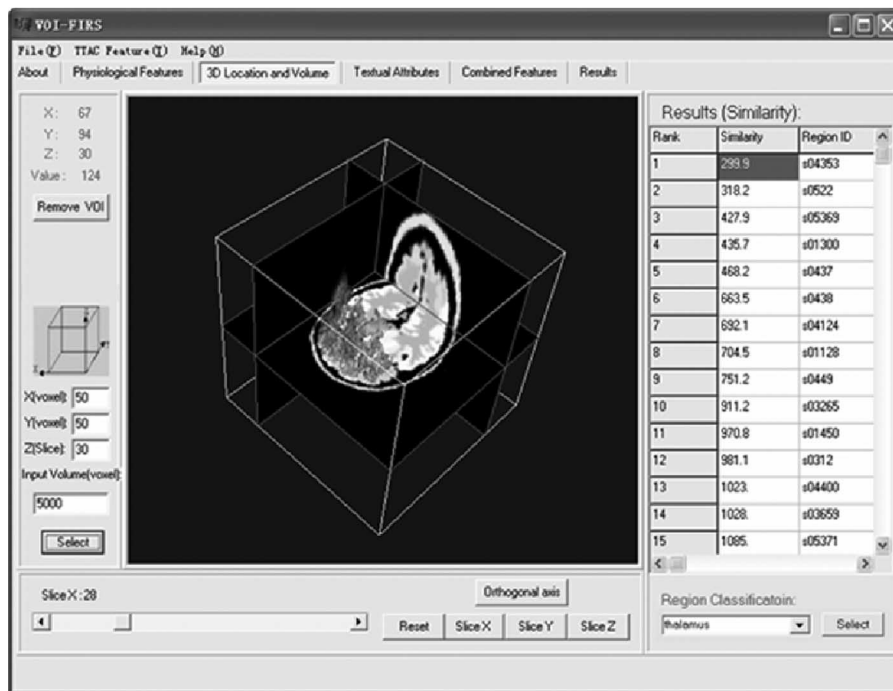 VOI-FIRS
File(F) TTAC Feature(T) Help(H)
About Physiological Features 3D Location and Volume Textual Attributes Combined Features Results
X: 67
Y: 94
Z: 30
Value: 124
Remove VOI
X(voxel): 50
Y(voxel): 50
Z(Slice): 30
Input Volume(voxel):
5000
Select
Slice X :28
Orthogonal axis
Reset Slice X Slice Y Slice Z
Results (Similarity):
Rank Similarity Region ID
1 299.9 s04353
2 318.2 s0522
3 427.9 s05369
4 435.7 s01300
5 468.2 s0437
6 663.5 s0438
7 692.1 s04124
8 704.5 s01128
9 751.2 s0449
10 911.2 s03265
11 970.8 s01450
12 981.1 s0312
13 1023. s04400
14 1028. s03659
15 1085. s05371
Region Classificatoin:
thalamus Select